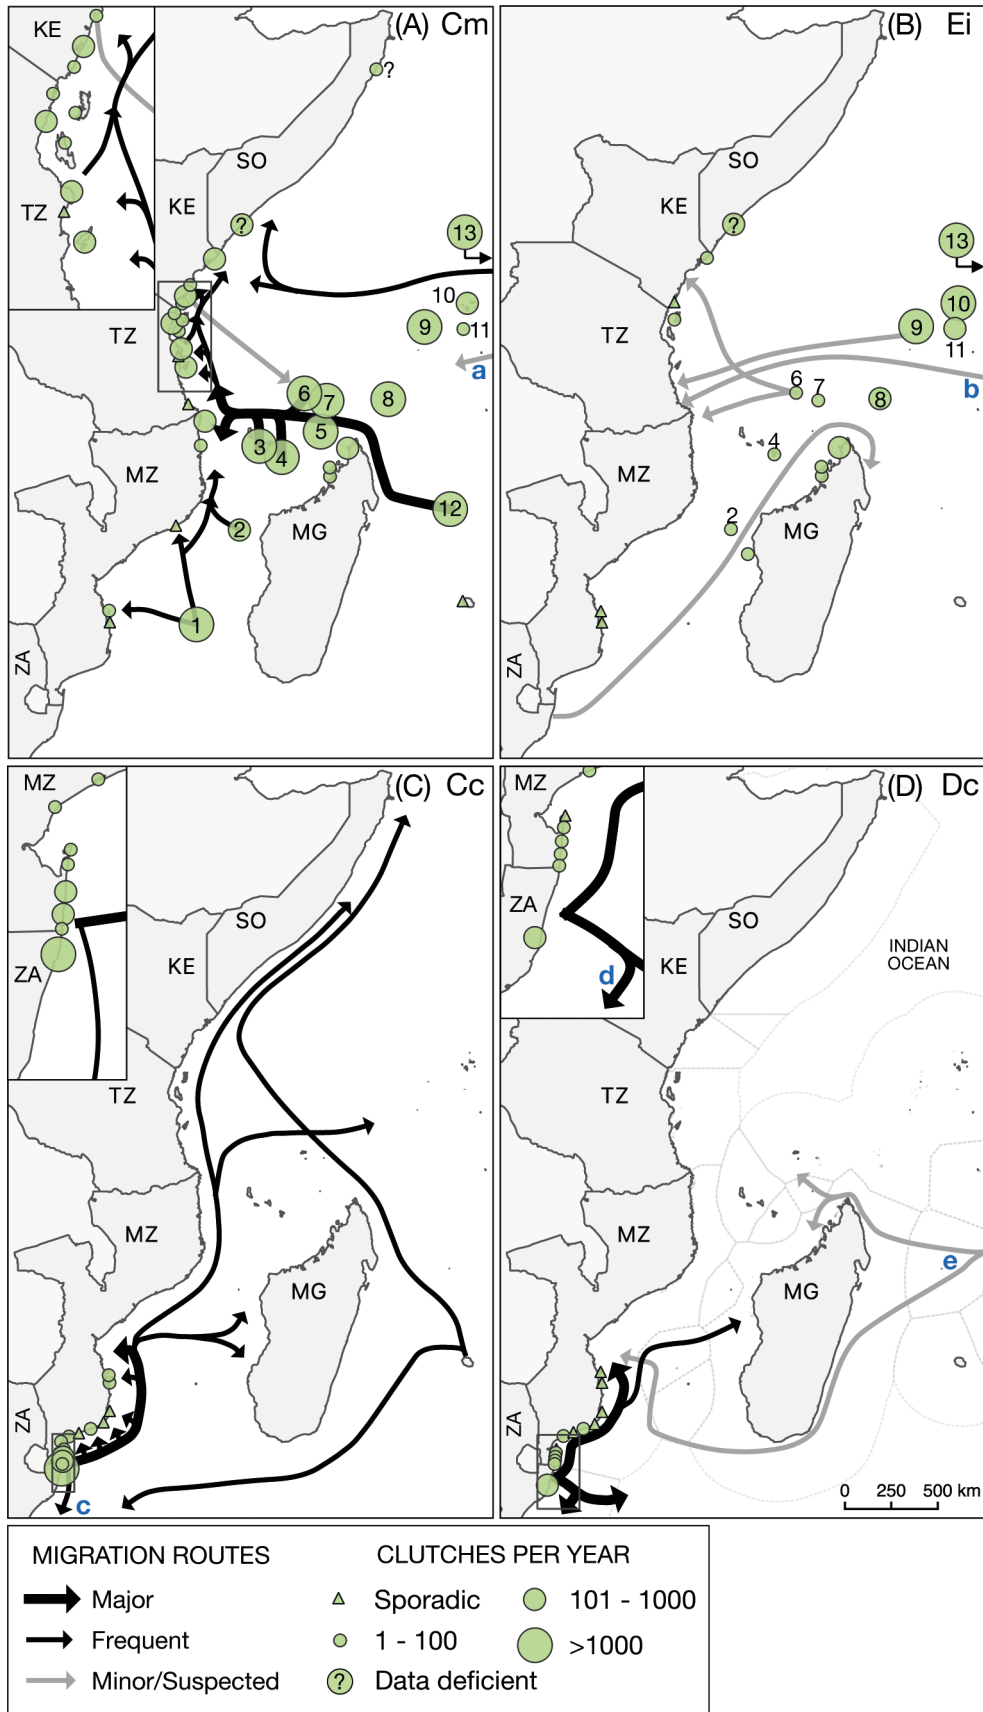 (A) Cm
KE
TZ
?
SO
KE
?
13
10
9
11
TZ
a
6
7
8
5
3
4
12
MZ
2
MG
1
ZA
(B) Ei
SO
KE
?
13
TZ
10
9
11
b
6
7
8
4
MZ
2
MG
ZA
(C) Cc
MZ
ZA
SO
KE
TZ
MZ
MG
ZA
c
(D) Dc
MZ
ZA
d
SO
KE
INDIAN
OCEAN
TZ
MZ
e
MG
ZA
0 250 500 km
MIGRATION ROUTES
Major
Frequent
Minor/Suspected
CLUTCHES PER YEAR
Sporadic
1 - 100
? Data deficient
101 - 1000
>1000